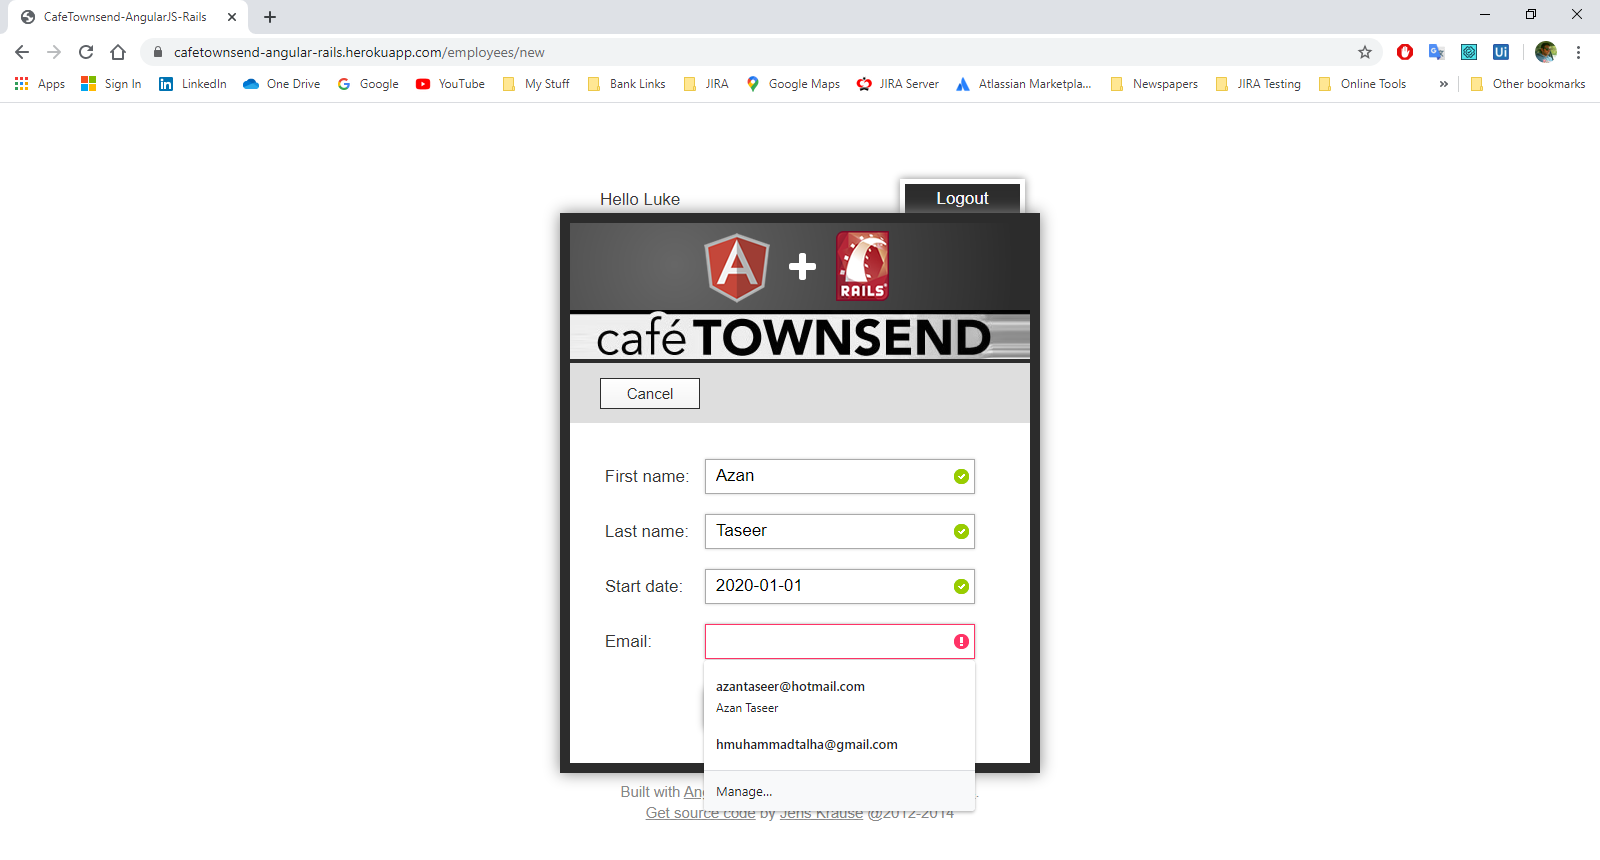 CafeTownsend-AngularJS-Rails
cafetownsend-angular-rails.herokuapp.com/employees/new
Apps Sign In LinkedIn One Drive Google YouTube My Stuff Bank Links JIRA Google Maps JIRA Server Atlassian Marketpla... Newspapers JIRA Testing Online Tools » Other bookmarks
Hello Luke
Logout
A + RAILS
café TOWNSEND
Cancel
First name: Azan
Last name: Taseer
Start date: 2020-01-01
Email:
azantaseer@hotmail.com
Azan Taseer
hmuhammadtalha@gmail.com
Manage...
Built with
Get source code by Jens Krause @2012-2014